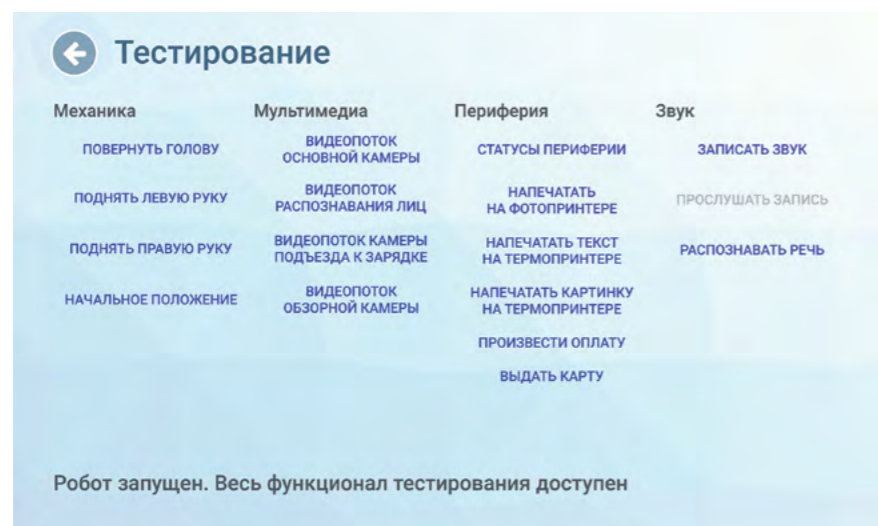 Тестирование
Механика
ПОВЕРНУТЬ ГОЛОВУ
ПОДНЯТЬ ЛЕВУЮ РУКУ
ПОДНЯТЬ ПРАВУЮ РУКУ
НАЧАЛЬНОЕ ПОЛОЖЕНИЕ
Мультимедиа
ВИДЕОПОТОК
ОСНОВНОЙ КАМЕРЫ
ВИДЕОПОТОК
РАСПОЗНАВАНИЯ ЛИЦ
ВИДЕОПОТОК КАМЕРЫ
ПОДЪЕЗДА К ЗАРЯДКЕ
ВИДЕОПОТОК
ОБЗОРНОЙ КАМЕРЫ
Периферия
СТАТУСЫ ПЕРИФЕРИИ
НАПЕЧАТАТЬ
НА ФОТОПРИНТЕРЕ
НАПЕЧАТАТЬ ТЕКСТ
НА ТЕРМОПРИНТЕРЕ
НАПЕЧАТАТЬ КАРТИНКУ
НА ТЕРМОПРИНТЕРЕ
ПРОИЗВЕСТИ ОПЛАТУ
ВЫДАТЬ КАРТУ
Звук
ЗАПИСАТЬ ЗВУК
ПРОСЛУШАТЬ ЗАПИСЬ
РАСПОЗНАВАТЬ РЕЧЬ
Робот запущен. Весь функционал тестирования доступен